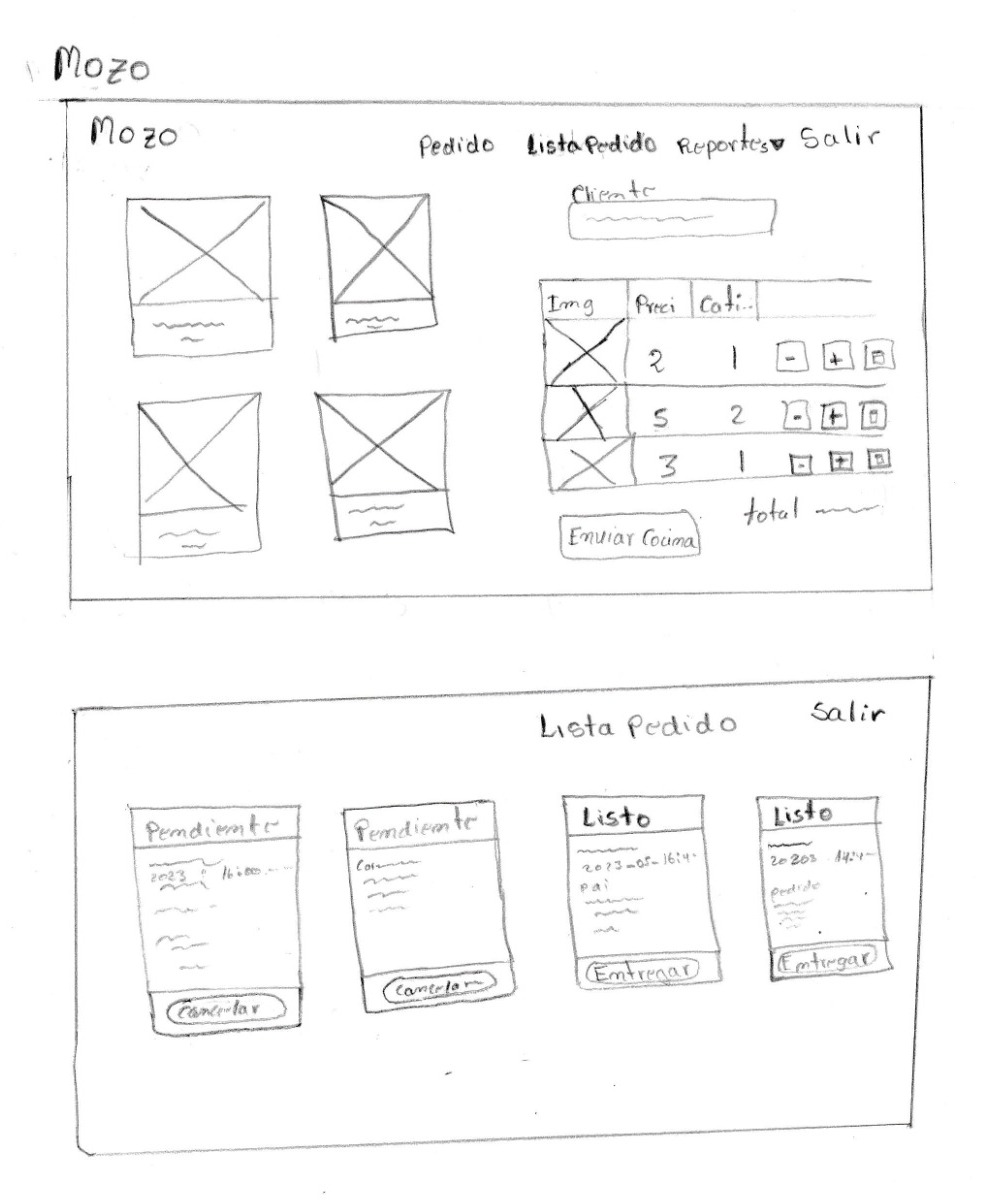 Mozo
Mozo
Pedido Lista Pedido Reportes Salir
Cliente
Img Preci Cati..
2 1 - +
5 2 - +
3 1 - +
total
Enviar Cocina
Lista Pedido Salir
Pendiente Pendiente Listo Listo
2023 16:00
2023-05-16:4
20203 14:4
pai
pedido
Cancelar Cancelar Entregar Entregar